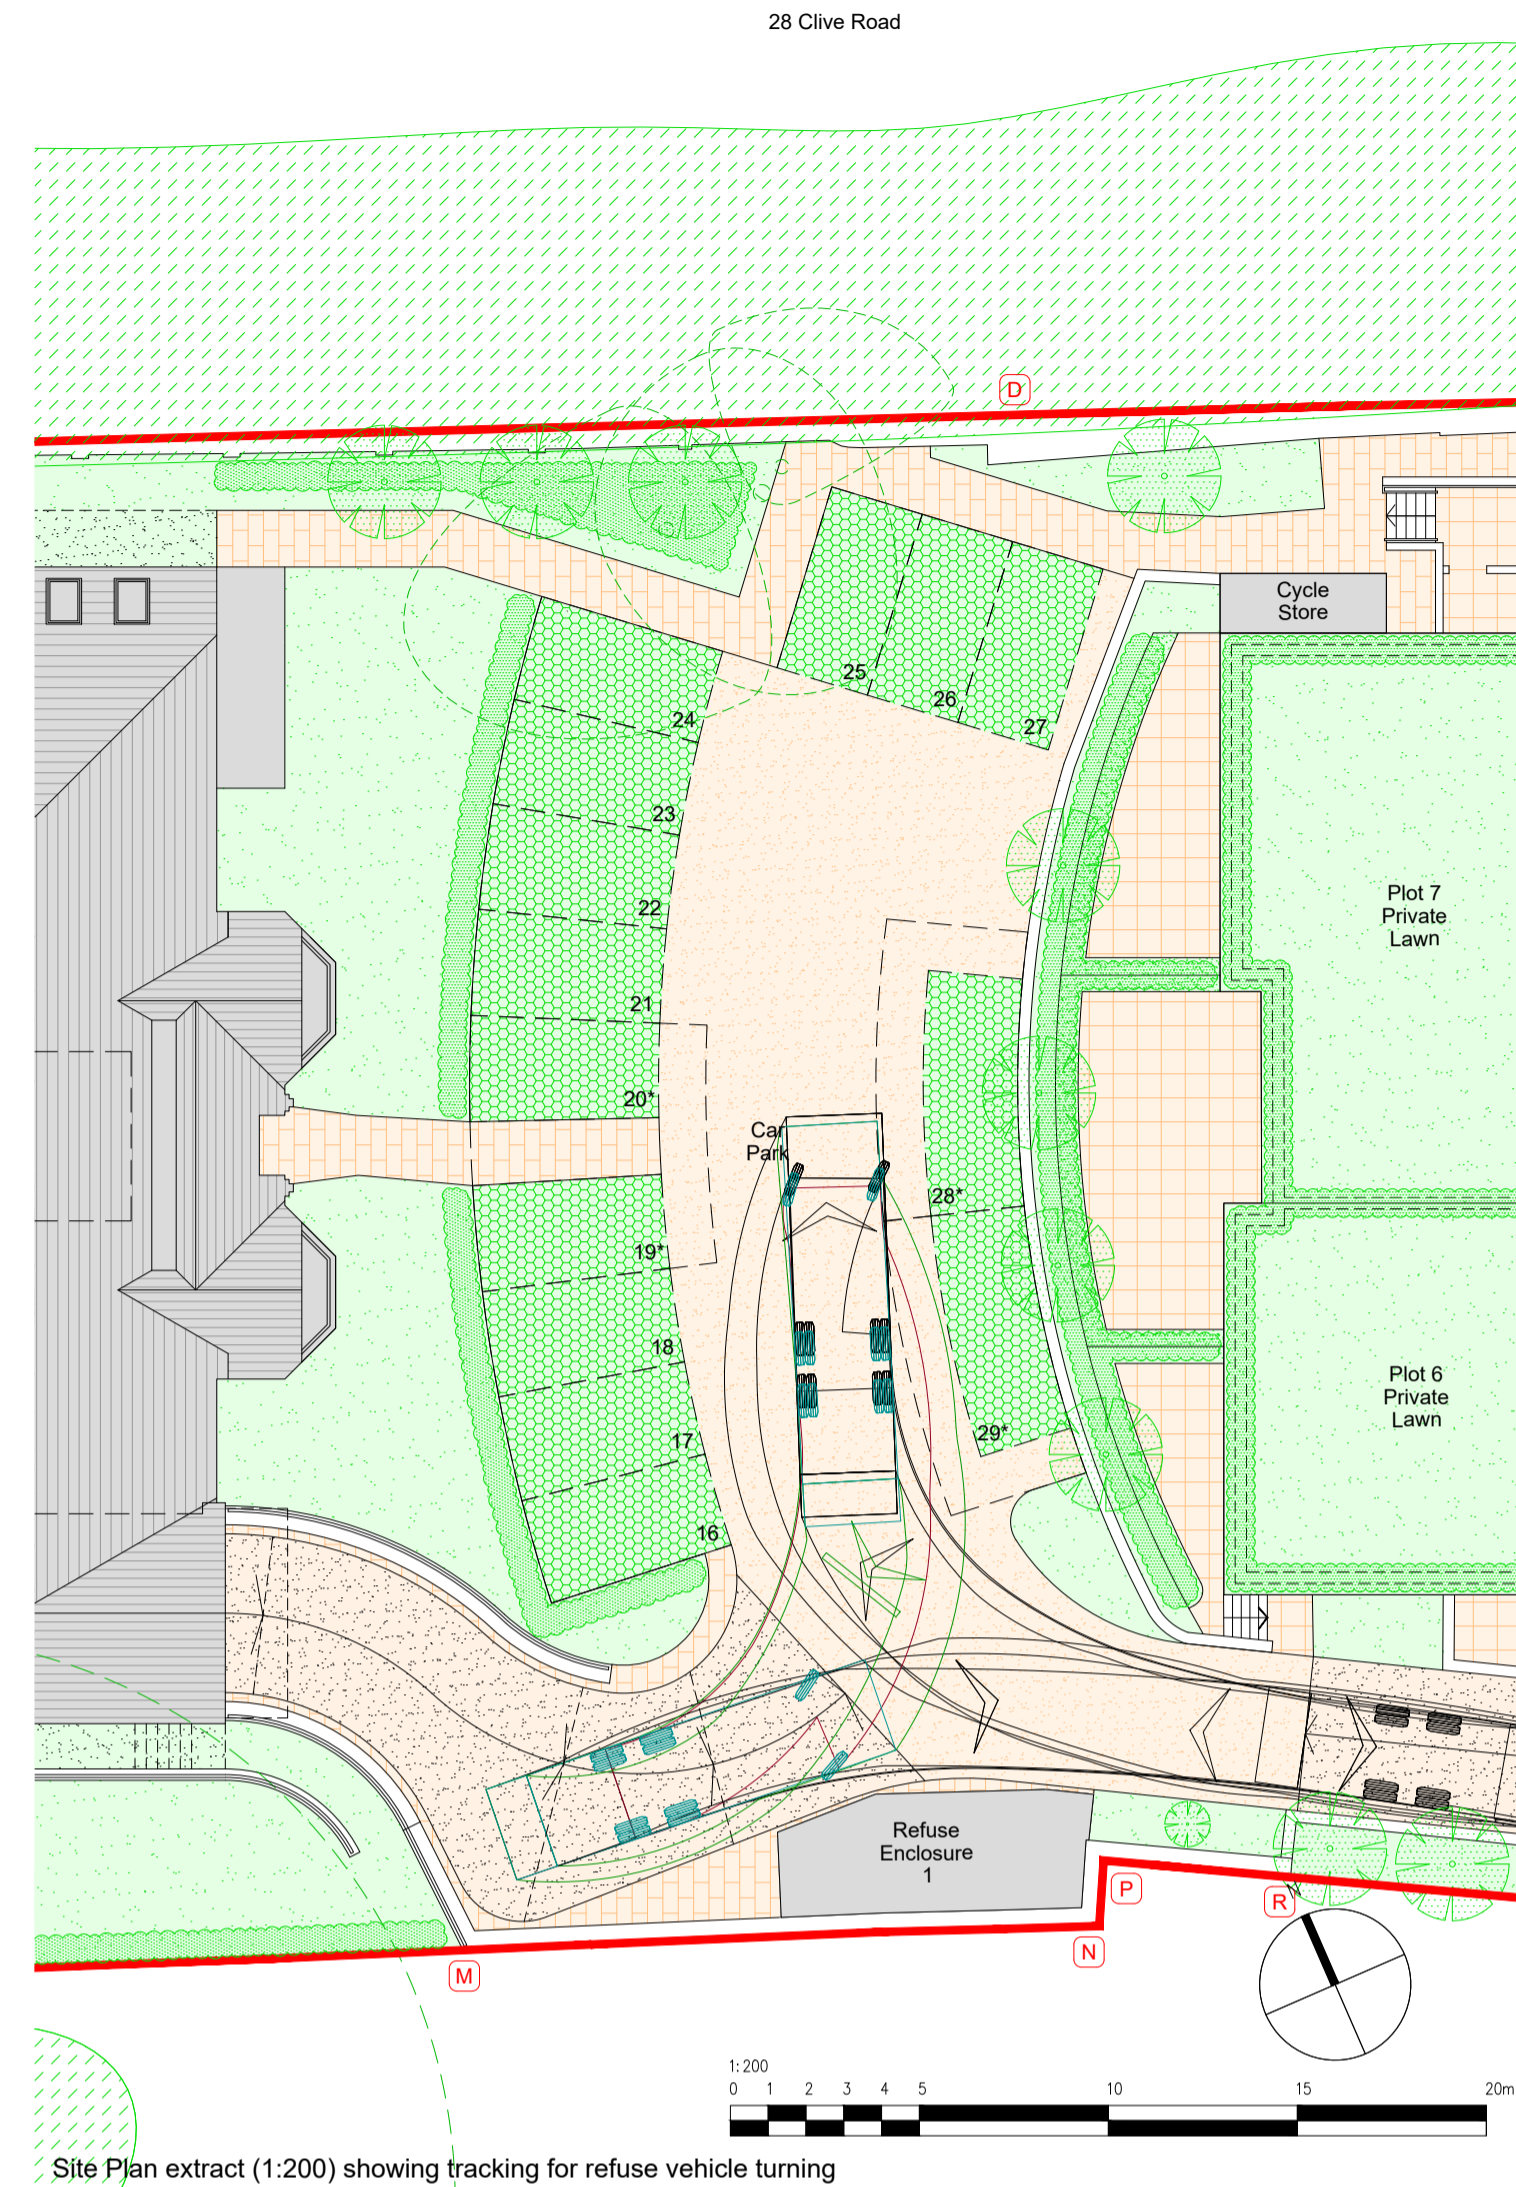 28 Clive Road
D
Cycle
Store
25
26
27
24
23
22
21
20*
Plot 7
Private
Lawn
Car
Park
28*
19*
18
17
16
29*
Plot 6
Private
Lawn
Refuse
Enclosure
1
P
R
N
M
1:200
0 1 2 3 4 5 10 15 20m
Site Plan extract (1:200) showing tracking for refuse vehicle turning